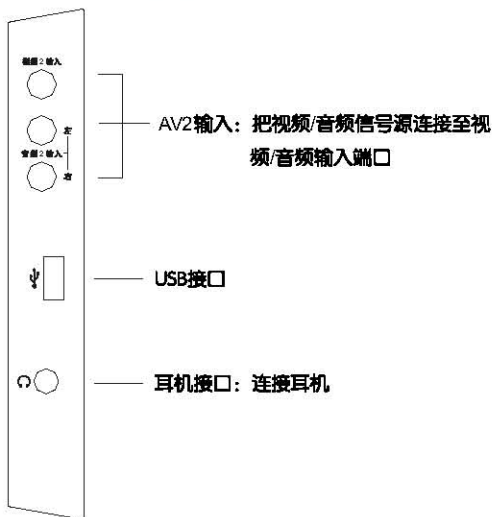 视频2输入
左
音频2输入
右
AV2输入：把视频/音频信号源连接至视
频/音频输入端口
USB接口
耳机接口：连接耳机